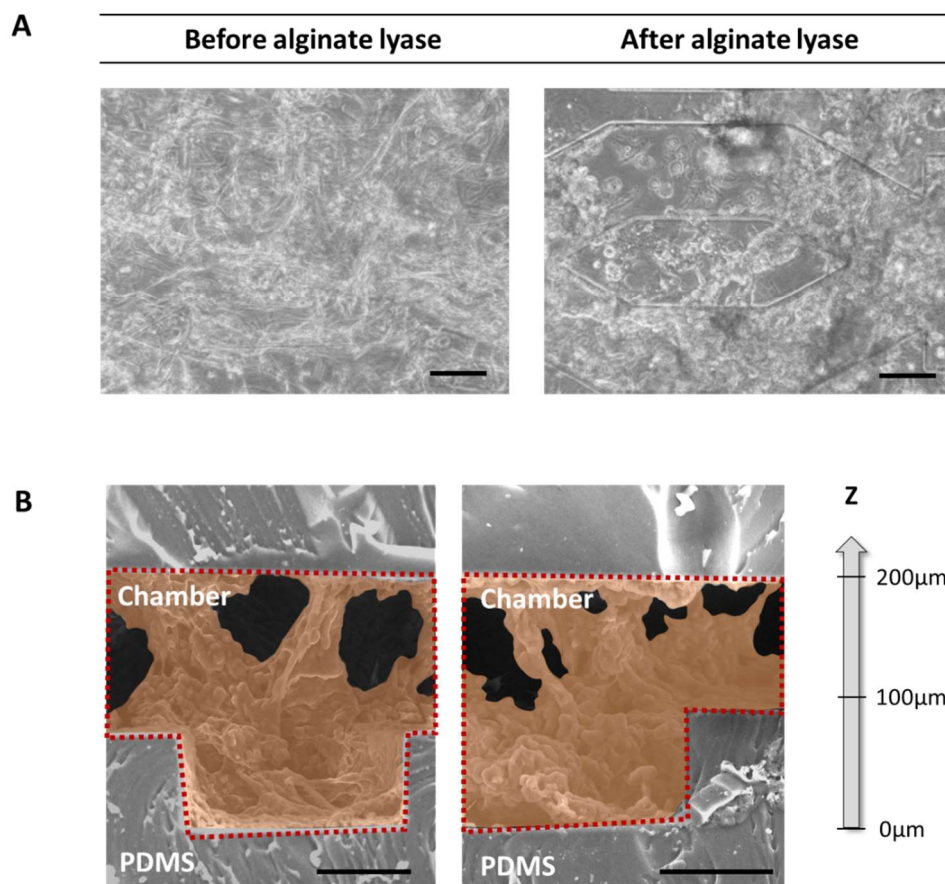 A
Before alginate lyase
After alginate lyase
B
Chamber
PDMS
Chamber
PDMS
Z
200µm
100µm
0µm